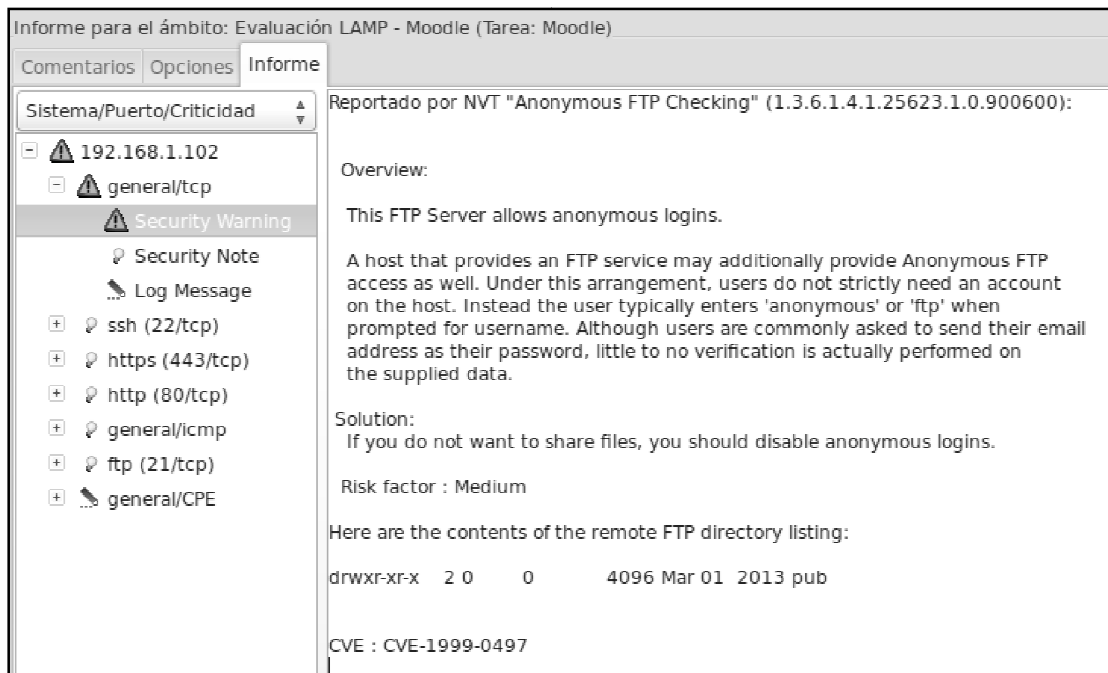 Informe para el ámbito: Evaluación LAMP - Moodle (Tarea: Moodle)
Comentarios Opciones Informe
Sistema/Puerto/Criticidad
192.168.1.102
general/tcp
Security Warning
Security Note
Log Message
ssh (22/tcp)
https (443/tcp)
http (80/tcp)
general/icmp
ftp (21/tcp)
general/CPE
Reportado por NVT "Anonymous FTP Checking" (1.3.6.1.4.1.25623.1.0.900600):
Overview:
This FTP Server allows anonymous logins.
A host that provides an FTP service may additionally provide Anonymous FTP
access as well. Under this arrangement, users do not strictly need an account
on the host. Instead the user typically enters 'anonymous' or 'ftp' when
prompted for username. Although users are commonly asked to send their email
address as their password, little to no verification is actually performed on
the supplied data.
Solution:
If you do not want to share files, you should disable anonymous logins.
Risk factor : Medium
Here are the contents of the remote FTP directory listing:
drwxr-xr-x 2 0 0 4096 Mar 01 2013 pub
CVE : CVE-1999-0497